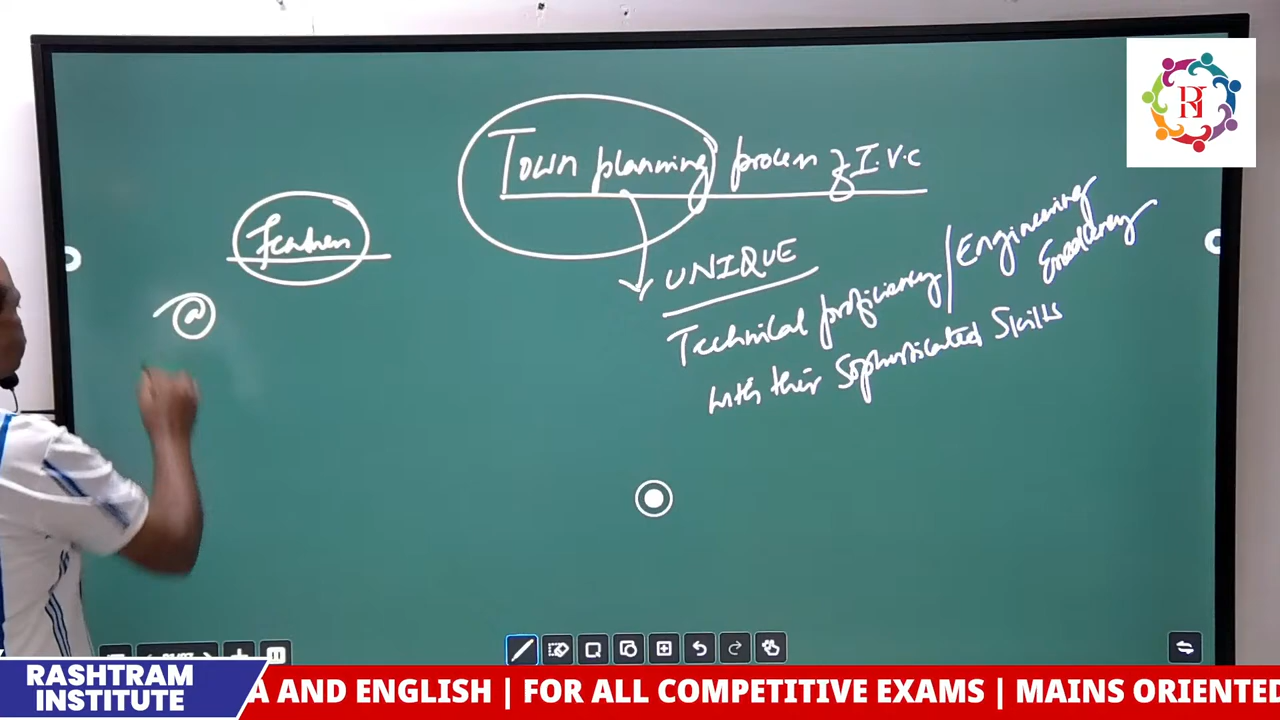 Town planning process of I.V.C
Features
UNIQUE
Technical proficiency / Engineering
Excellency
with their Sophisticated Skills
@
RI
RASHTRAM
INSTITUTE
A AND ENGLISH | FOR ALL COMPETITIVE EXAMS | MAINS ORIENTED